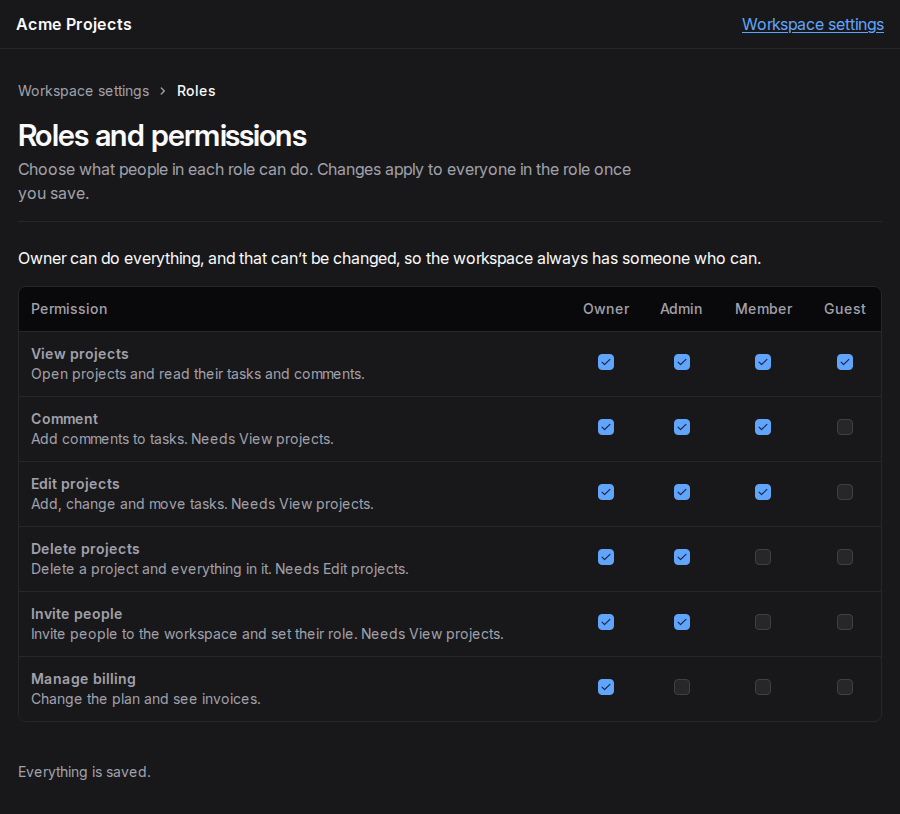 Acme Projects
Workspace settings
Workspace settings > Roles
Roles and permissions
Choose what people in each role can do. Changes apply to everyone in the role once
you save.
Owner can do everything, and that can’t be changed, so the workspace always has someone who can.
Permission Owner Admin Member Guest
View projects
Open projects and read their tasks and comments.
Comment
Add comments to tasks. Needs View projects.
Edit projects
Add, change and move tasks. Needs View projects.
Delete projects
Delete a project and everything in it. Needs Edit projects.
Invite people
Invite people to the workspace and set their role. Needs View projects.
Manage billing
Change the plan and see invoices.
Everything is saved.